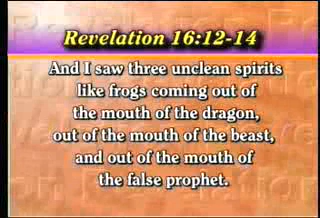 Revelation 16:12-14
And I saw three unclean spirits
like frogs coming out of
the mouth of the dragon,
out of the mouth of the beast,
and out of the mouth of
the false prophet.